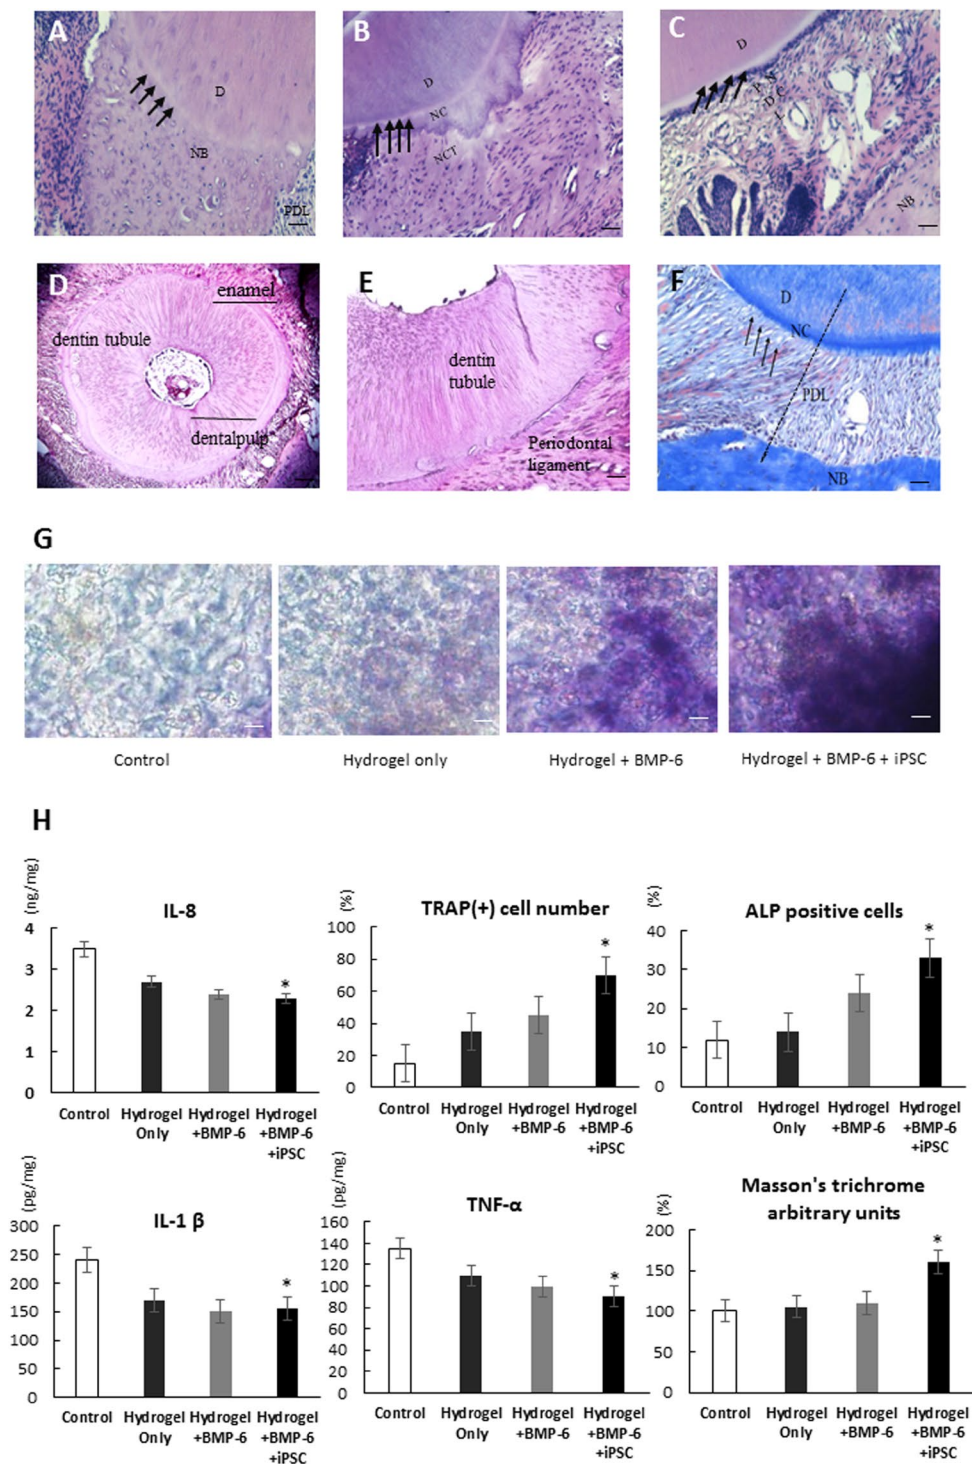 A
D
NB
PDL
B
D
NC
NCT
C
D
P
D
L
S
C
NB
D
enamel
dentin tubule
dentalpulp
E
dentin
tubule
Periodontal
ligament
F
D
NC
PDL
NB
G
Control
Hydrogel only
Hydrogel + BMP-6
Hydrogel + BMP-6 + iPSC
H
(ng/mg)
IL-8
4
3
2
1
0
*
Control
Hydrogel
Only
Hydrogel
+BMP-6
Hydrogel
+BMP-6
+iPSC
(%)
TRAP(+) cell number
100
80
60
40
20
0
*
Control
Hydrogel
Only
Hydrogel
+BMP-6
Hydrogel
+BMP-6
+iPSC
(%)
ALP positive cells
40
30
20
10
0
*
Control
Hydrogel
Only
Hydrogel
+BMP-6
Hydrogel
+BMP-6
+iPSC
(pg/mg)
IL-1 β
300
250
200
150
100
50
0
*
Control
Hydrogel
Only
Hydrogel
+BMP-6
Hydrogel
+BMP-6
+iPSC
(pg/mg)
TNF-α
160
140
120
100
80
60
40
20
0
*
Control
Hydrogel
Only
Hydrogel
+BMP-6
Hydrogel
+BMP-6
+iPSC
(%)
Masson's trichrome
arbitrary units
200
150
100
50
0
*
Control
Hydrogel
Only
Hydrogel
+BMP-6
Hydrogel
+BMP-6
+iPSC